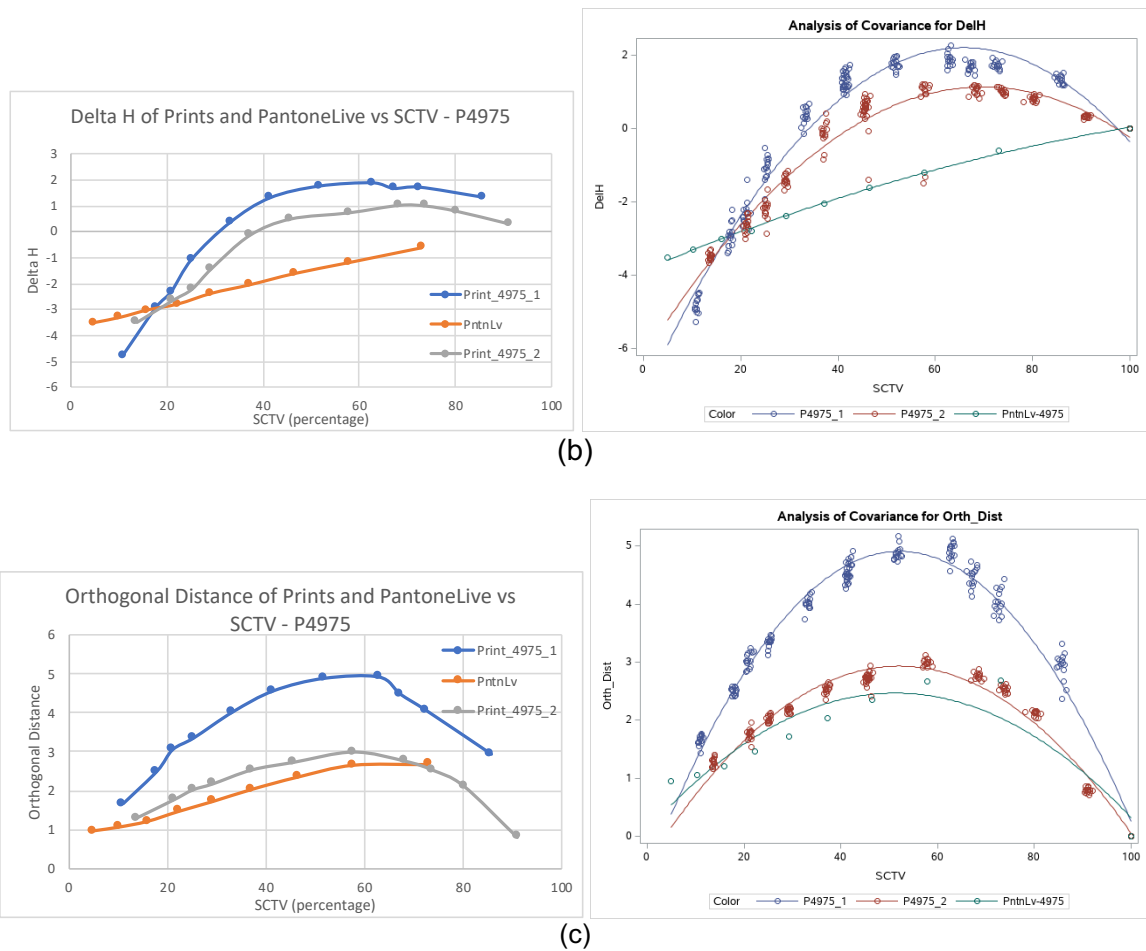 Delta H of Prints and PantoneLive vs SCTV - P4975
3
2
1
0
-1
-2
-3
-4
-5
-6
Delta H
Print_4975_1
PntnLv
Print_4975_2
0 20 40 60 80 100
SCTV (percentage)
Analysis of Covariance for DelH
2
0
-2
-4
-6
DelH
0 20 40 60 80 100
SCTV
Color P4975_1 P4975_2 PntnLv-4975
(b)
Orthogonal Distance of Prints and PantoneLive vs
SCTV - P4975
6
5
4
3
2
1
0
Orthogonal Distance
Print_4975_1
PntnLv
Print_4975_2
0 20 40 60 80 100
SCTV (percentage)
Analysis of Covariance for Orth_Dist
5
4
3
2
1
0
Orth_Dist
0 20 40 60 80 100
SCTV
Color P4975_1 P4975_2 PntnLv-4975
(c)